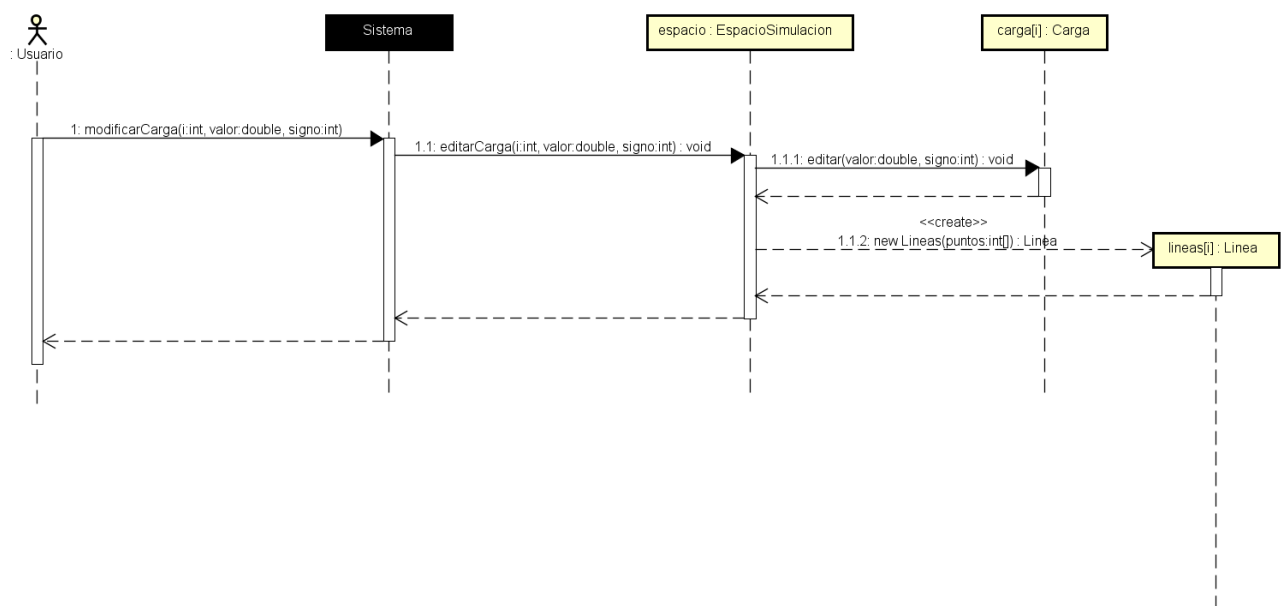 : Usuario
Sistema
espacio : EspacioSimulacion
carga[i] : Carga
1: modificarCarga(i:int, valor:double, signo:int)
1.1: editarCarga(i:int, valor:double, signo:int) : void
1.1.1: editar(valor:double, signo:int) : void
<<create>>
1.1.2: new Lineas(puntos:int[]) : Linea
lineas[i] : Linea